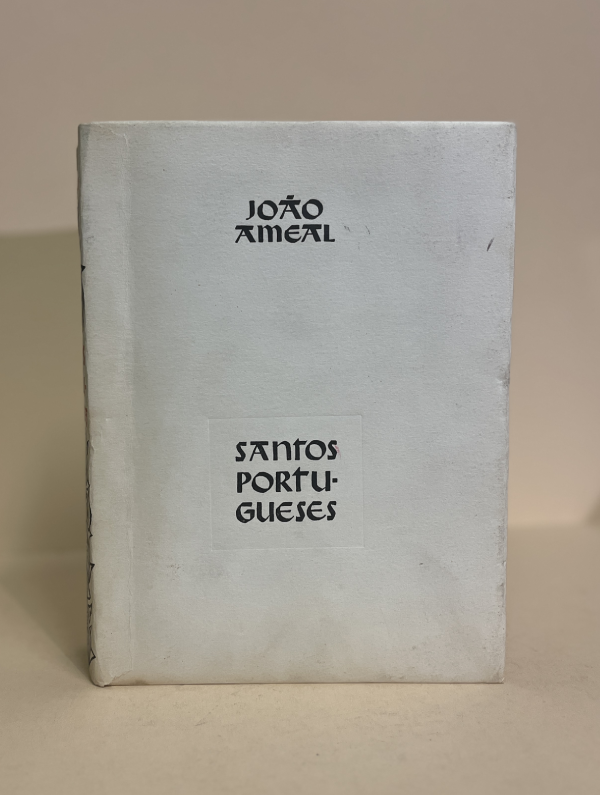 JOÃO
AMEAL
SANTOS
PORTU-
GUESES